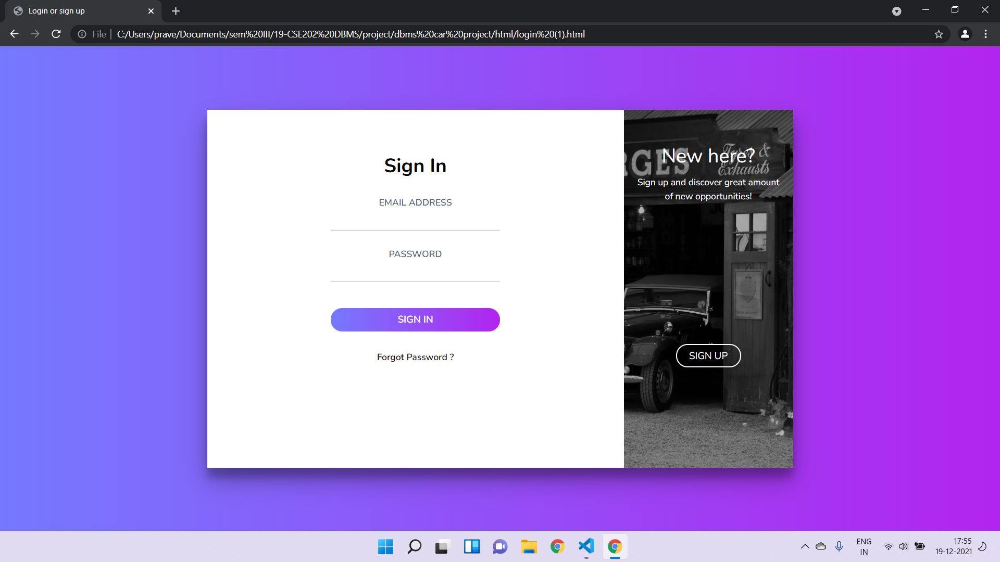 Login or sign up
File
C:/Users/prave/Documents/sem%20III/19-CSE202%20DBMS/project/dbms%20car%20project/html/login%20(1).html
Sign In
EMAIL ADDRESS
PASSWORD
SIGN IN
Forgot Password ?
RGES
Tyres &
Exhausts
New here?
Sign up and discover great amount
of new opportunities!
SIGN UP
ENG
IN
17:55
19-12-2021